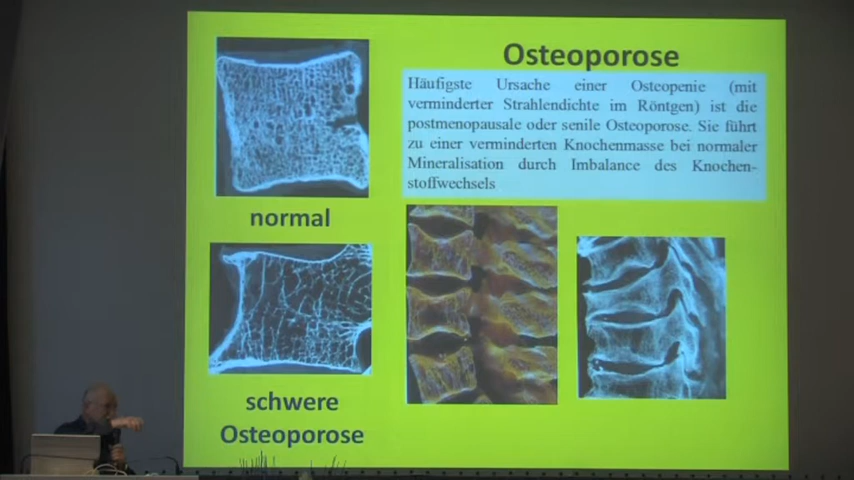 Osteoporose
Häufigste Ursache einer Osteopenie (mit
verminderter Strahlendichte im Röntgen) ist die
postmenopausale oder senile Osteoporose. Sie führt
zu einer verminderten Knochenmasse bei normaler
Mineralisation durch Imbalance des Knochen-
stoffwechsels
normal
schwere
Osteoporose